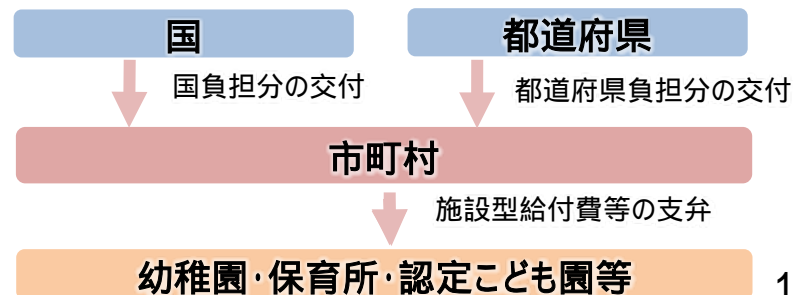 国
都道府県
国負担分の交付
都道府県負担分の交付
市町村
施設型給付費等の支弁
幼稚園･保育所･認定こども園等
1